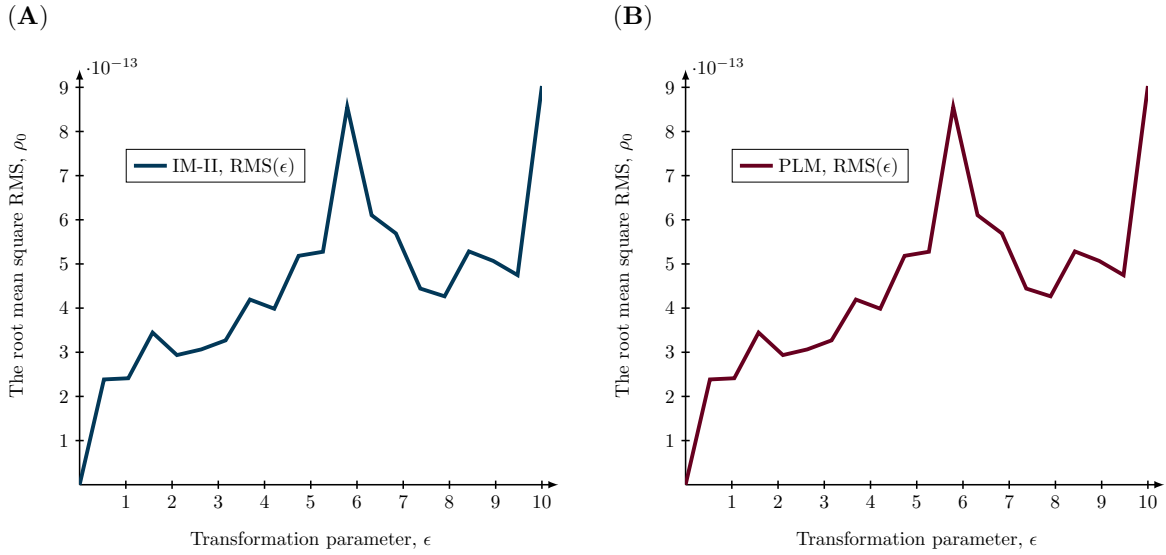 (A)
·10−13
9
8
7
6
5
4
3
2
1
1 2 3 4 5 6 7 8 9 10
The root mean square RMS, ρ0
Transformation parameter, ϵ
IM-II, RMS(ϵ)
(B)
·10−13
9
8
7
6
5
4
3
2
1
1 2 3 4 5 6 7 8 9 10
The root mean square RMS, ρ0
Transformation parameter, ϵ
PLM, RMS(ϵ)